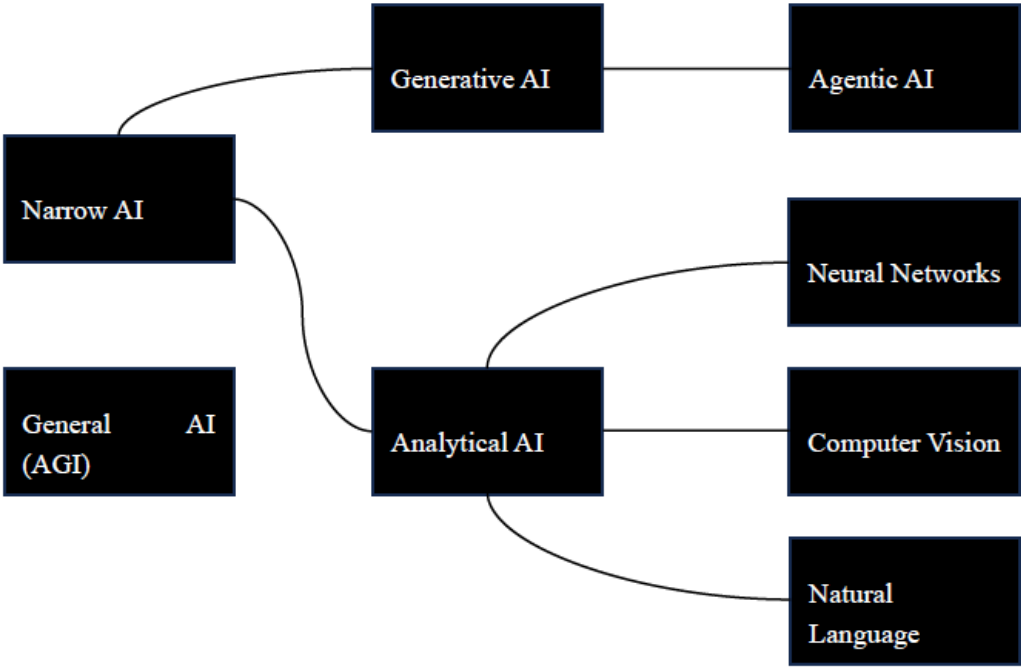 Generative AI
Agentic AI
Narrow AI
Neural Networks
General AI
(AGI)
Analytical AI
Computer Vision
Natural
Language